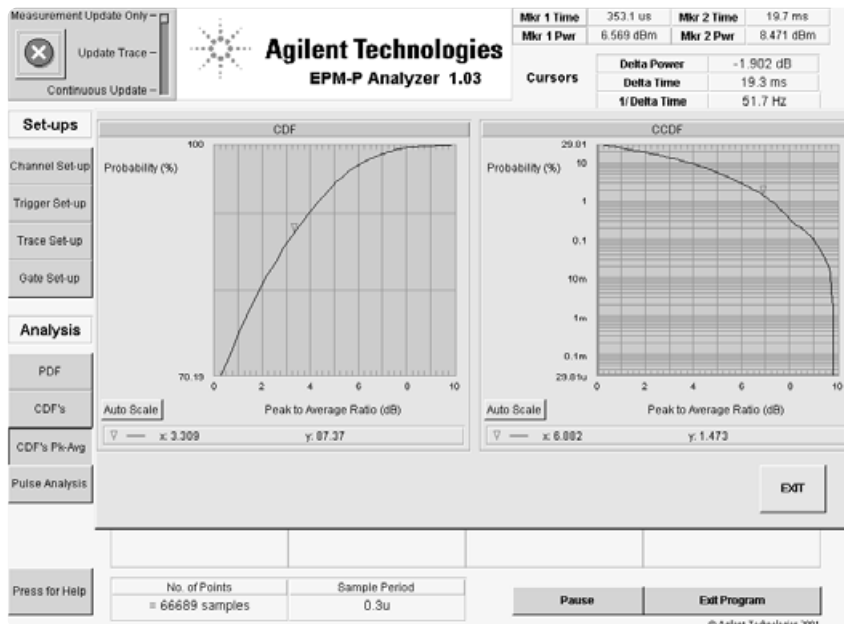 Measurement Update Only
Update Trace
Continuous Update
Agilent Technologies
EPM-P Analyzer 1.03
Mkr 1 Time 353.1 us Mkr 2 Time 19.7 ms
Mkr 1 Pwr 6.569 dBm Mkr 2 Pwr 8.471 dBm
Cursors
Delta Power -1.902 dB
Delta Time 19.3 ms
1/Delta Time 51.7 Hz
Set-ups
Channel Set-up
Trigger Set-up
Trace Set-up
Gate Set-up
Analysis
PDF
CDF's
CDF's Pk-Avg
Pulse Analysis
CDF
100
Probability (%)
70.19
0 2 4 6 8 10
Auto Scale
Peak to Average Ratio (dB)
x: 3.309 y: 87.37
CCDF
29.81
Probability (%)
10
1
0.1
10m
1m
0.1m
29.81u
0 2 4 6 8 10
Auto Scale
Peak to Average Ratio (dB)
x: 6.882 y: 1.473
EXIT
Press for Help
No. of Points Sample Period
= 66689 samples 0.3u
Pause Exit Program
© Agilent Technologies 2001